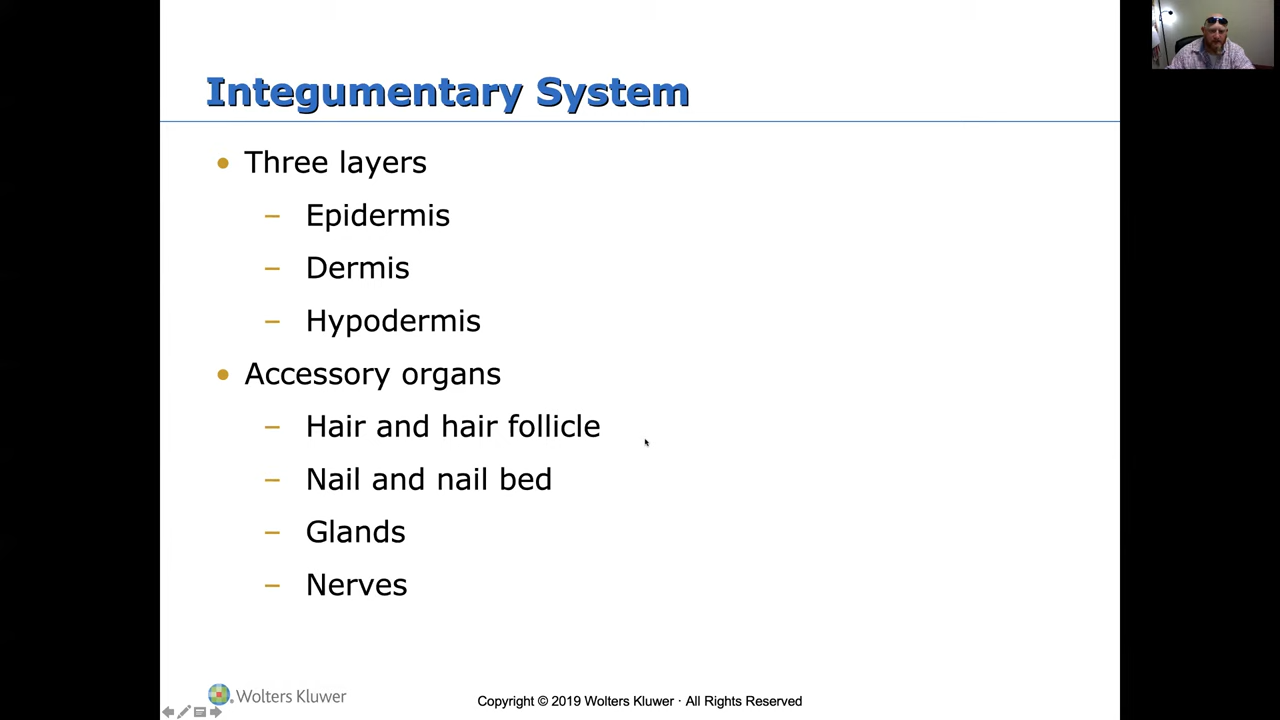 Integumentary System
• Three layers
– Epidermis
– Dermis
– Hypodermis
• Accessory organs
– Hair and hair follicle
– Nail and nail bed
– Glands
– Nerves
Wolters Kluwer
Copyright © 2019 Wolters Kluwer · All Rights Reserved